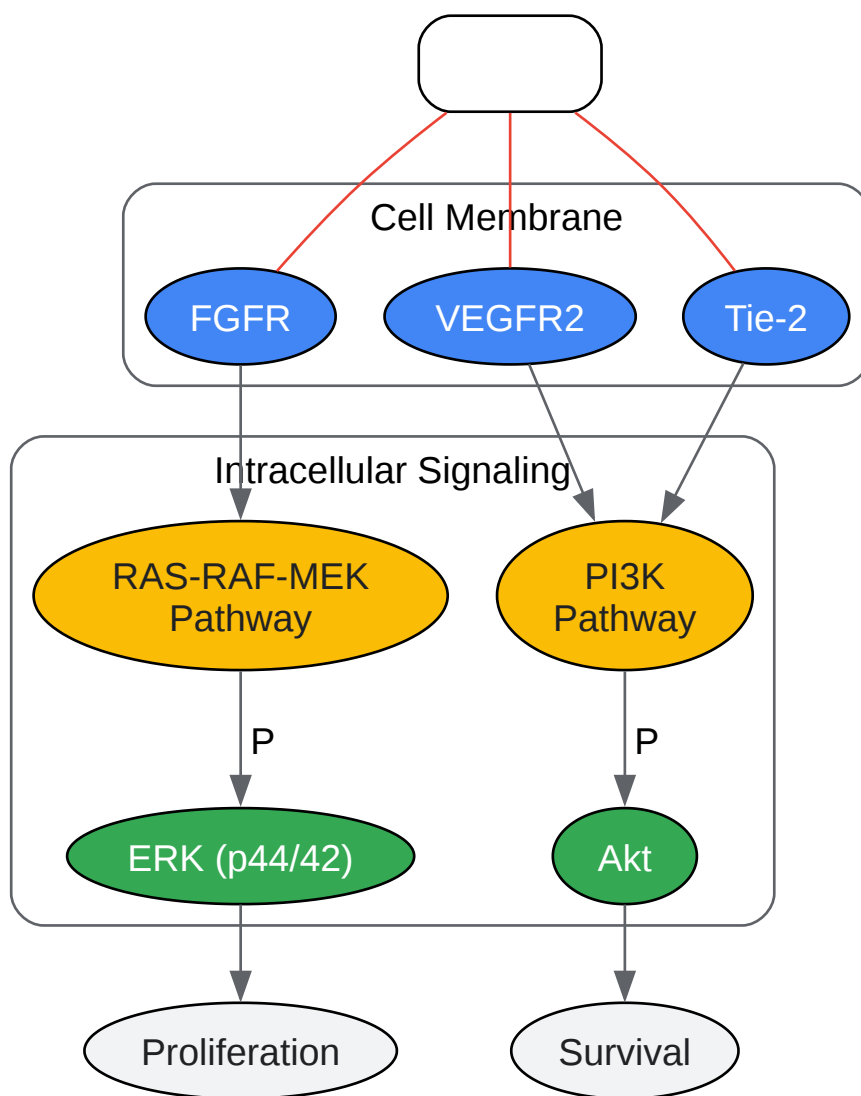 Cell Membrane
FGFR
VEGFR2
Tie-2
Intracellular Signaling
RAS-RAF-MEK
Pathway
PI3K
Pathway
P
P
ERK (p44/42)
Akt
Proliferation
Survival